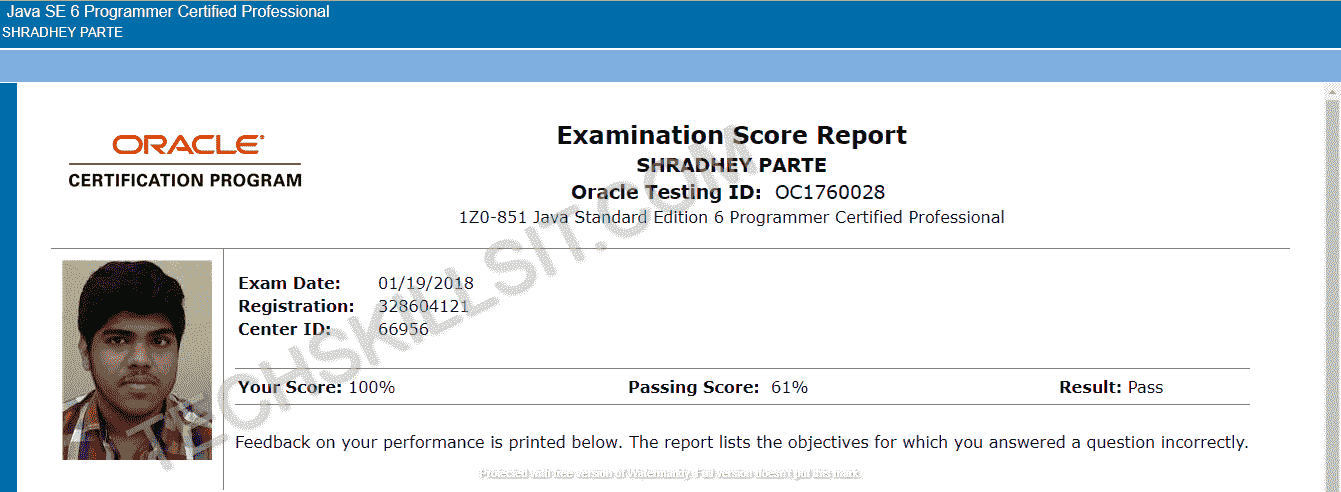 Java SE 6 Programmer Certified Professional
SHRADHEY PARTE
ORACLE
CERTIFICATION PROGRAM
Examination Score Report
SHRADHEY PARTE
Oracle Testing ID: OC1760028
1Z0-851 Java Standard Edition 6 Programmer Certified Professional
Exam Date: 01/19/2018
Registration: 328604121
Center ID: 66956
Your Score: 100% Passing Score: 61% Result: Pass
Feedback on your performance is printed below. The report lists the objectives for which you answered a question incorrectly.
TECHSKILLSIT.COM
Protected with free version of Watermarkly. Full version doesn't put this mark.